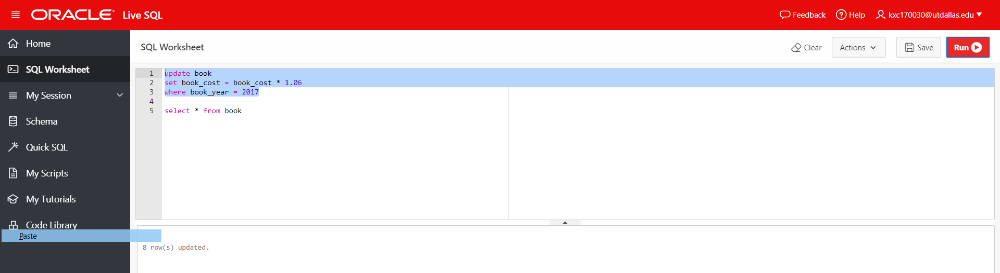 ORACLE Live SQL Feedback Help kxc170030@utdallas.edu
Home
SQL Worksheet
My Session
Schema
Quick SQL
My Scripts
My Tutorials
Code Library
Paste
SQL Worksheet Clear Actions Save Run
1 update book
2 set book_cost = book_cost * 1.06
3 where book_year = 2017
4
5 select * from book
8 row(s) updated.